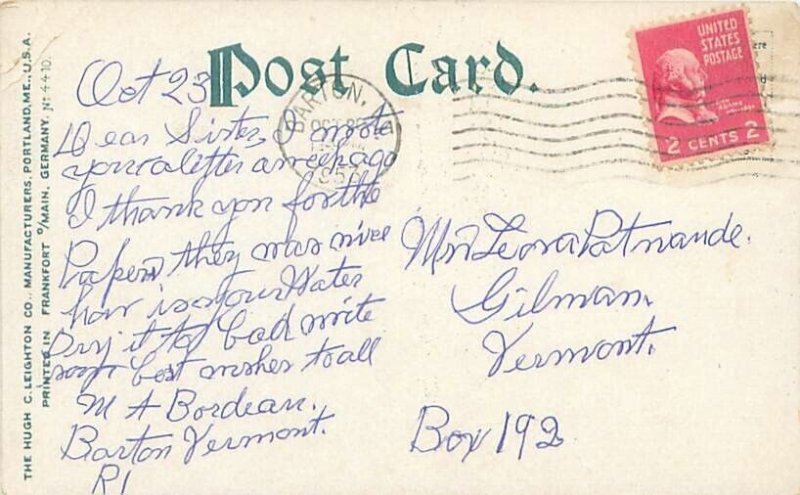 THE HUGH C. LEIGHTON CO., MANUFACTURERS, PORTLAND, ME., U.S.A.
PRINTED IN FRANKFORT o/MAIN, GERMANY. No 4410
Post Card.
UNITED
STATES
POSTAGE
2 CENTS 2
BARTON,
Oct 23
Dear Sister, I wrote
you a letter a week ago
I thank you for the
Papers they was nice
how is your Water
Dry it to bad write
soon best wishes to all
M A Bordeau.
Barton Vermont.
R1
Mrs Leona Patnaude.
Gilman,
Vermont.
Box 192